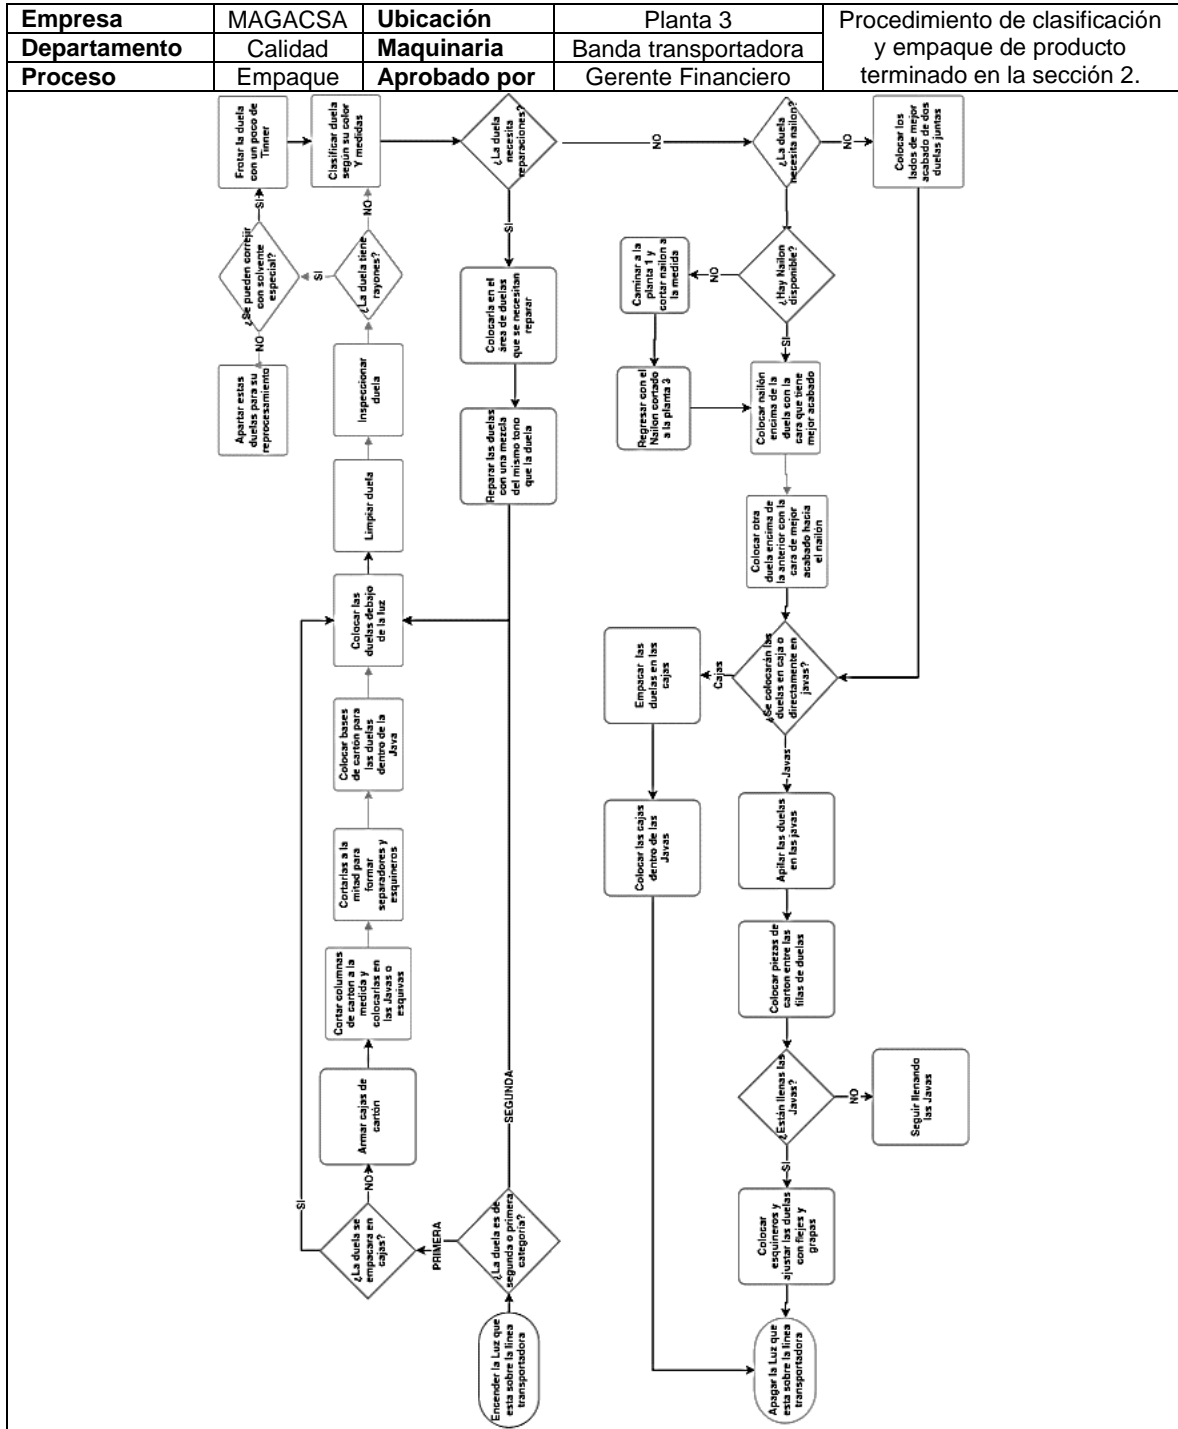 Empresa MAGACSA Ubicación Planta 3 Procedimiento de clasificación
Departamento Calidad Maquinaria Banda transportadora y empaque de producto
Proceso Empaque Aprobado por Gerente Financiero terminado en la sección 2.
Encender la Luz que
esta sobre la línea
transportadora
¿La duela es de
segunda o primera
categoría?
PRIMERA
SEGUNDA
¿La duela se
empacara en
cajas?
SI
NO
Armar cajas de
cartón
Cortar columnas
de carton a la
medida y
colocarlas en
las Javas o
esquivas
Cortarlas a la
mitad para
formar
separadores y
esquineros
Colocar bases
de cartón para
las duelas
dentro de la
Java
Colocar las
duelas debajo
de la luz
Limpiar duela
Inspeccionar
duela
¿La duela tiene
rayones?
SI
NO
¿Se pueden correjir
con solvente
especial?
SI
NO
Apartar estas
duelas para su
reprocesamiento
Frotar la duela
con un poco de
Tinner
Clasificar duela
según su color
Y medidas
¿La duela
necesita
reparaciones?
SI
NO
Colocarla en el
área de duelas
que se necesitan
reparar
Reparar las duelas
con una mezcla
del mismo tono
que la duela
¿La duela
necesita nailon?
NO
Colocar los
lados de mejor
acabado de dos
duelas juntas
¿Hay Nailon
disponible?
NO
SI
Caminar a la
planta 1 y
cortar nailon a
la medida
Regresar con el
Nailon cortado
a la planta 3
Colocar nailón
encima de la
duela con la
cara que tiene
mejor acabado
Colocar otra
duela encima de
la anterior con la
cara de mejor
acabado hacia
el nailón
¿Se colocarán las
duelas en caja o
directamente en
javas?
Cajas
Javas
Empacar las
duelas en las
cajas
Colocar las cajas
dentro de las
Javas
Apilar las duelas
en las javas
Colocar piezas de
carton entre las
filas de duelas
¿Están llenas las
Javas?
NO
SI
Seguir llenando
las Javas
Colocar
esquineros y
ajustar las duelas
con flejes y
grapas
Apagar la Luz que
esta sobre la línea
transportadora